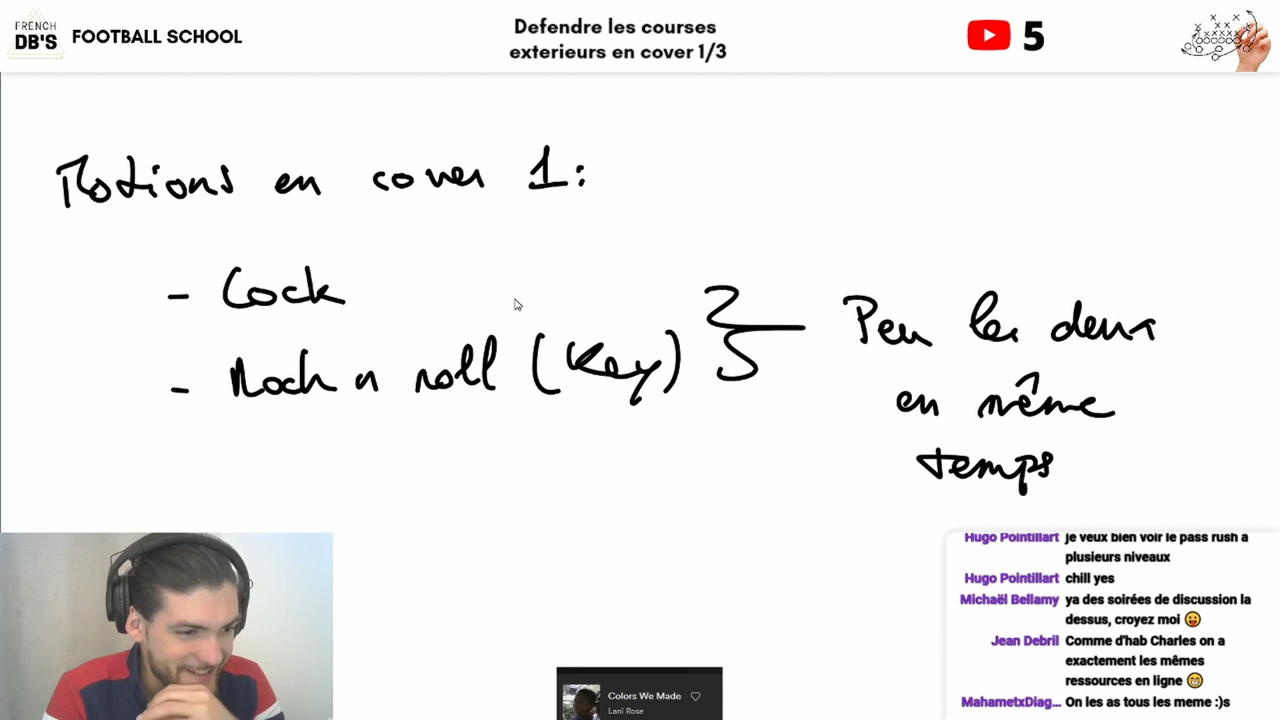 FRENCH
DB'S
FOOTBALL SCHOOL
Defendre les courses
exterieurs en cover 1/3
5
Motions en cover 1:
- Lock
- Rock n roll (Key)
Peu les deux
en même
temps
Hugo Pointillart je veux bien voir le pass rush a
plusieurs niveaux
Hugo Pointillart chill yes
Michaël Bellamy ya des soirées de discussion la
dessus, croyez moi 😛
Jean Debril Comme d'hab Charles on a
exactement les mêmes
ressources en ligne 😁
MahametxDiag... On les as tous les meme :)s
Colors We Made
Lani Rose